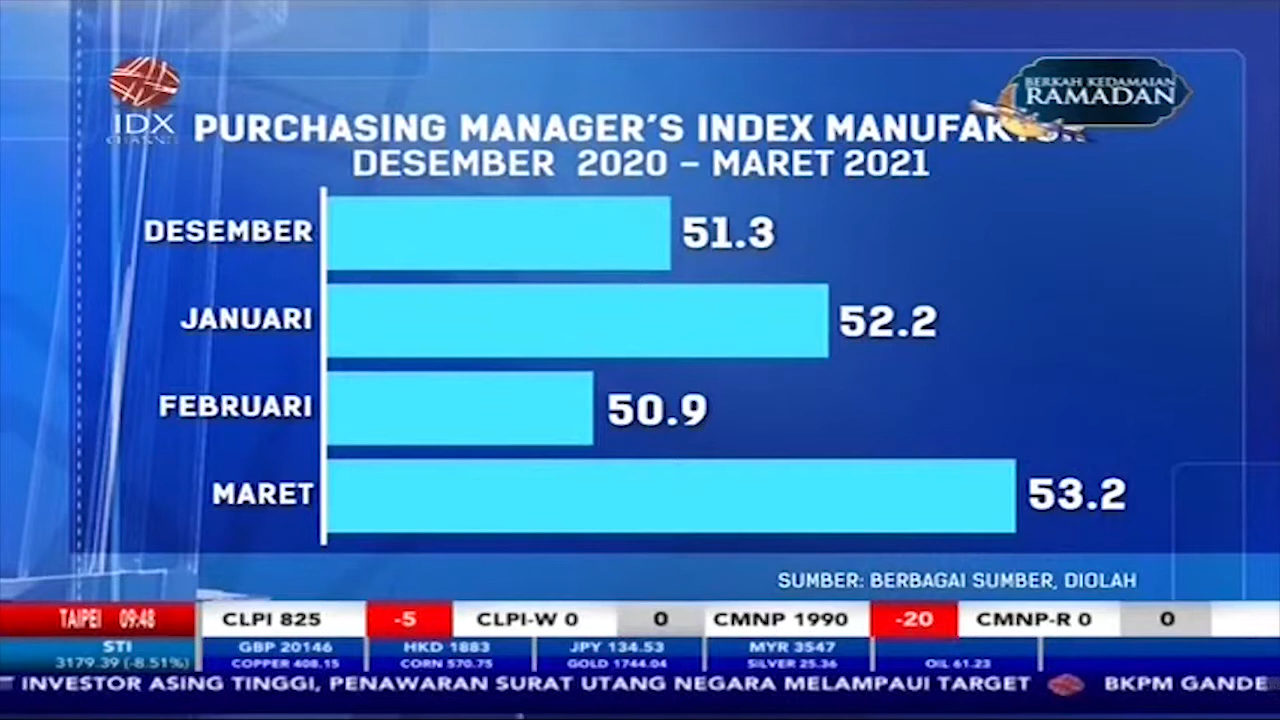 IDX
CHANNEL
BERKAH KEDAMAIAN
RAMADAN
PURCHASING MANAGER'S INDEX
DESEMBER 2020 – MARET 2021
DESEMBER 51.3
JANUARI 52.2
FEBRUARI 50.9
MARET 53.2
SUMBER: BERBAGAI SUMBER, DIOLAH
TAIPEI 09:48 CLPI 825 -5 CLPI-W 0 0 CMNP 1990 -20 CMNP-R 0 0
STI GBP 20146 HKD 1883 JPY 134.53 MYR 3547
3179.39 (-8.51%) COPPER 408.15 CORN 570.75 GOLD 1744.04 SILVER 25.36 OIL 61.23
INVESTOR ASING TINGGI, PENAWARAN SURAT UTANG NEGARA MELAMPAUI TARGET BKPM GANDE